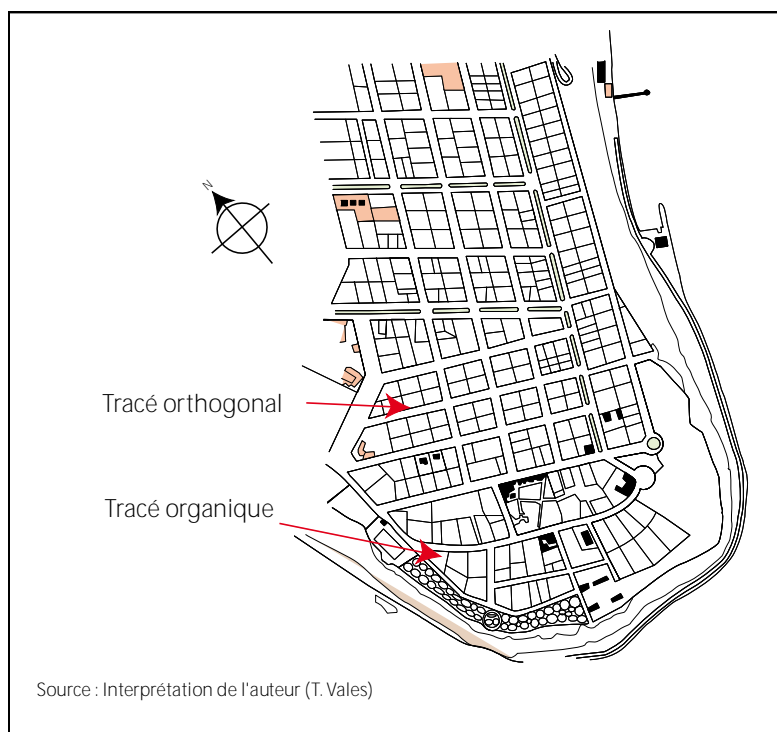 N
Tracé orthogonal
Tracé organique
Source : Interprétation de l'auteur (T. Vales)